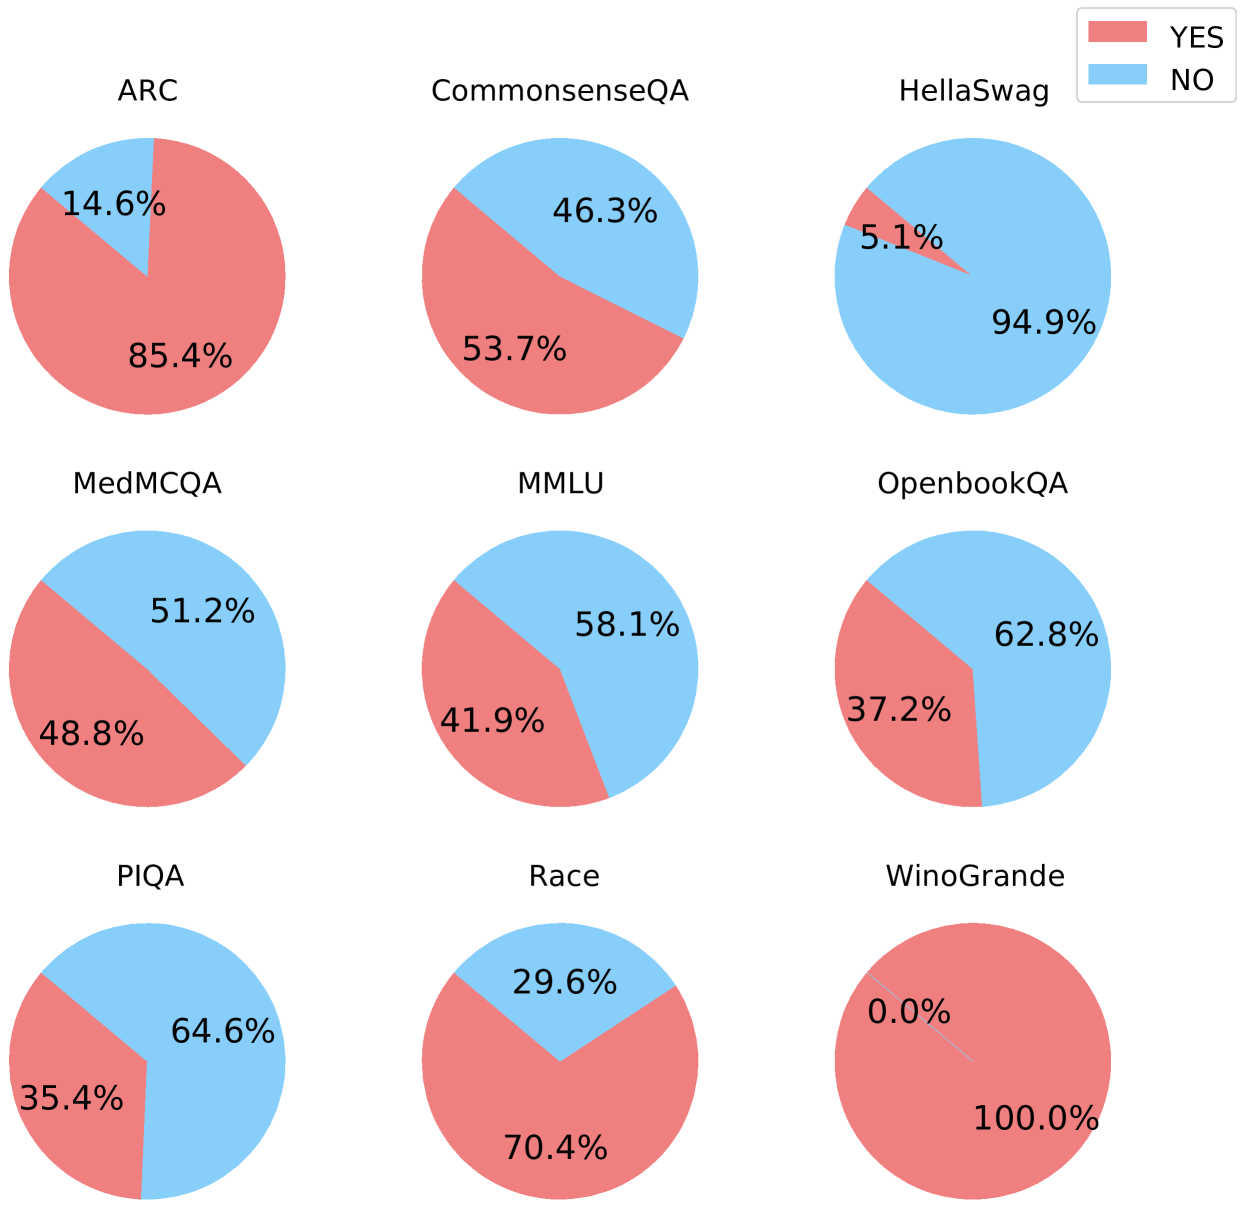 YES
NO
ARC
CommonsenseQA
HellaSwag
14.6%
85.4%
46.3%
53.7%
5.1%
94.9%
MedMCQA
MMLU
OpenbookQA
51.2%
48.8%
58.1%
41.9%
62.8%
37.2%
PIQA
Race
WinoGrande
64.6%
35.4%
29.6%
70.4%
0.0%
100.0%